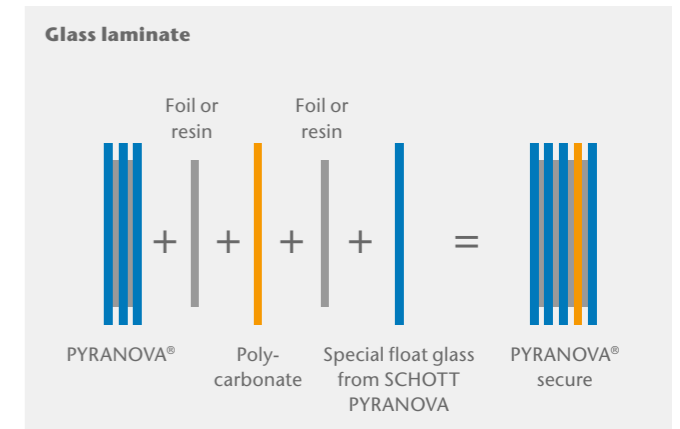 Glass laminate
Foil or
resin
Foil or
resin
+ + + + =
PYRANOVA®
Poly-
carbonate
Special float glass
from SCHOTT
PYRANOVA
PYRANOVA®
secure